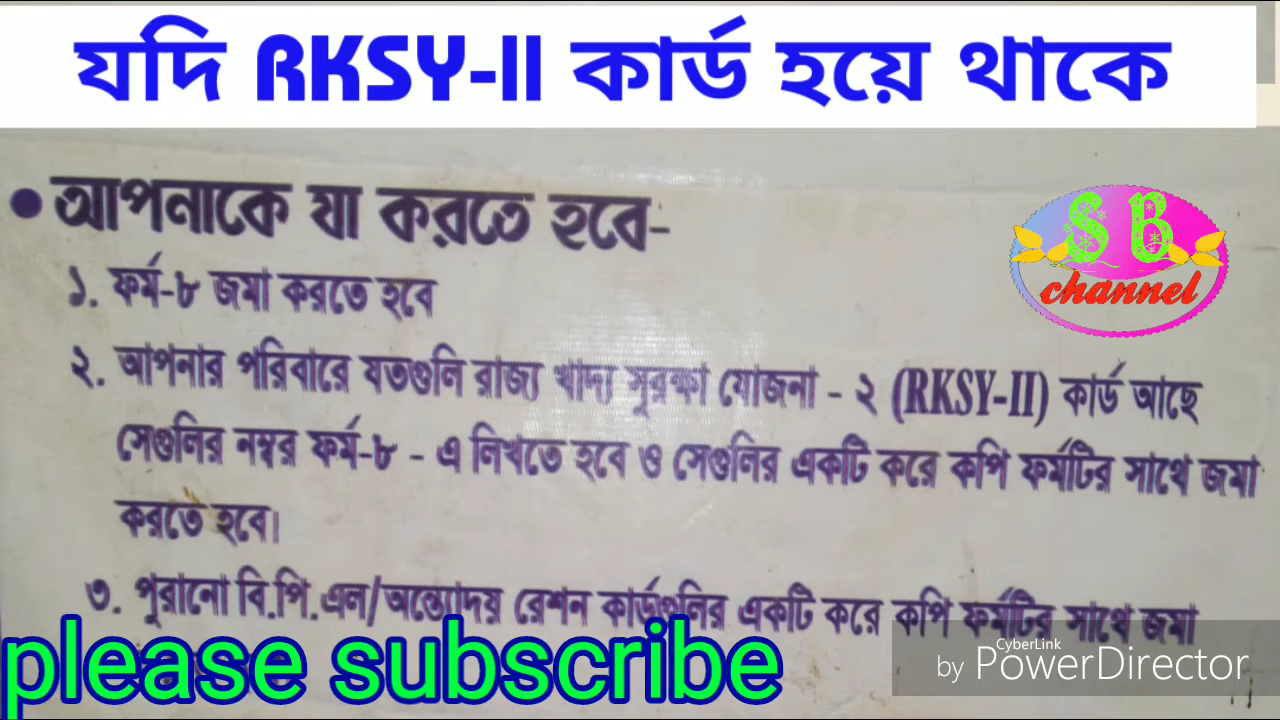 যদি RKSY-II কার্ড হয়ে থাকে
আপনাকে যা করতে হবে-
S B
channel
১. ফর্ম-৮ জমা করতে হবে
২. আপনার পরিবারে যতগুলি রাজ্য খাদ্য সুরক্ষা যোজনা - ২ (RKSY-II) কার্ড আছে
সেগুলির নম্বর ফর্ম-৮ - এ লিখতে হবে ও সেগুলির একটি করে কপি ফর্মটির সাথে জমা
করতে হবে।
৩. পুরানো বি.পি.এল/অন্ত্যোদয় রেশন কার্ডগুলির একটি করে কপি ফর্মটির সাথে জমা
please subscribe
CyberLink
by PowerDirector